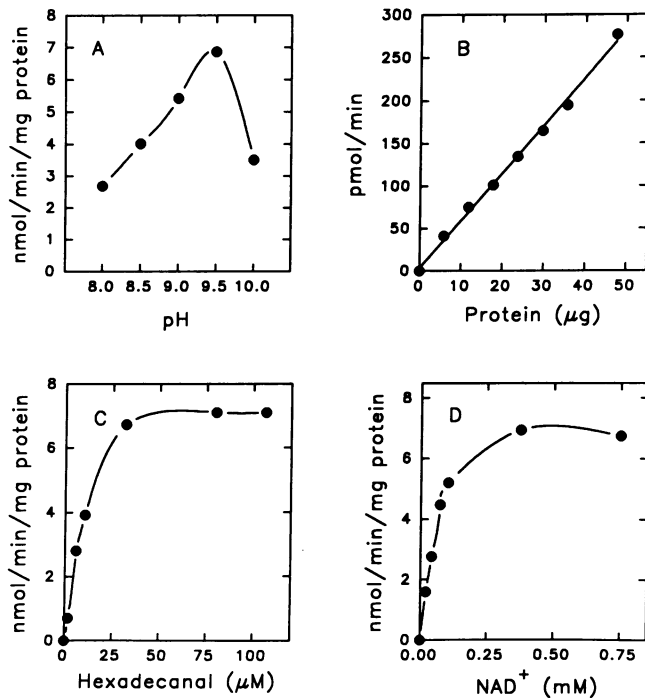 A
nmol/min/mg protein
8
7
6
5
4
3
2
1
0
8.0 8.5 9.0 9.5 10.0
pH
B
pmol/min
300
250
200
150
100
50
0
0 10 20 30 40 50
Protein (μg)
C
nmol/min/mg protein
8
6
4
2
0
0 25 50 75 100
Hexadecanal (μM)
D
nmol/min/mg protein
8
6
4
2
0
0.00 0.25 0.50 0.75
NAD⁺ (mM)